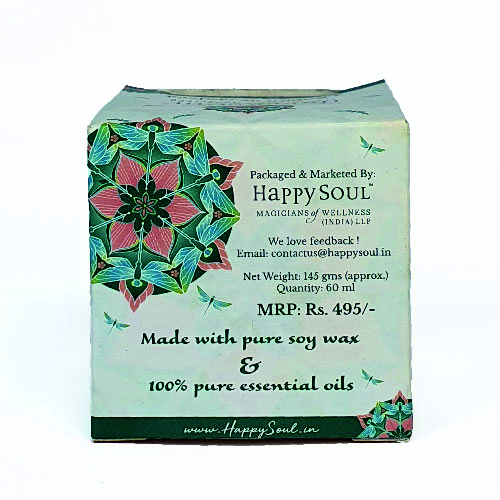 Packaged & Marketed By:
HappySoul™
MAGICIANS of WELLNESS
(INDIA) LLP
We love feedback !
Email: contactus@happysoul.in
Net Weight: 145 gms (approx.)
Quantity: 60 ml
MRP: Rs. 495/-
Made with pure soy wax
&
100% pure essential oils
www.HappySoul.in